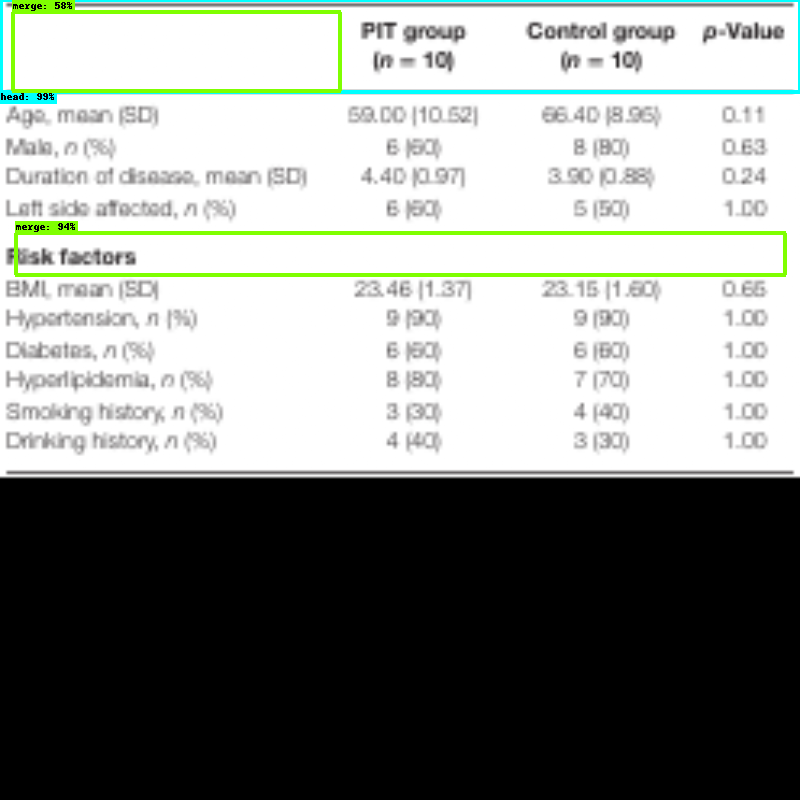 merge: 58%
PIT group Control group p-Value
(n = 10) (n = 10)
head: 99%
Age, mean (SD) 59.00 (10.52) 66.40 (8.95) 0.11
Male, n (%) 6 (60) 8 (80) 0.63
Duration of disease, mean (SD) 4.40 (0.97) 3.90 (0.88) 0.24
Left side affected, n (%) 6 (60) 5 (50) 1.00
merge: 94%
Risk factors
BMI, mean (SD) 23.46 (1.37) 23.15 (1.60) 0.65
Hypertension, n (%) 9 (90) 9 (90) 1.00
Diabetes, n (%) 6 (60) 6 (60) 1.00
Hyperlipidemia, n (%) 8 (80) 7 (70) 1.00
Smoking history, n (%) 3 (30) 4 (40) 1.00
Drinking history, n (%) 4 (40) 3 (30) 1.00